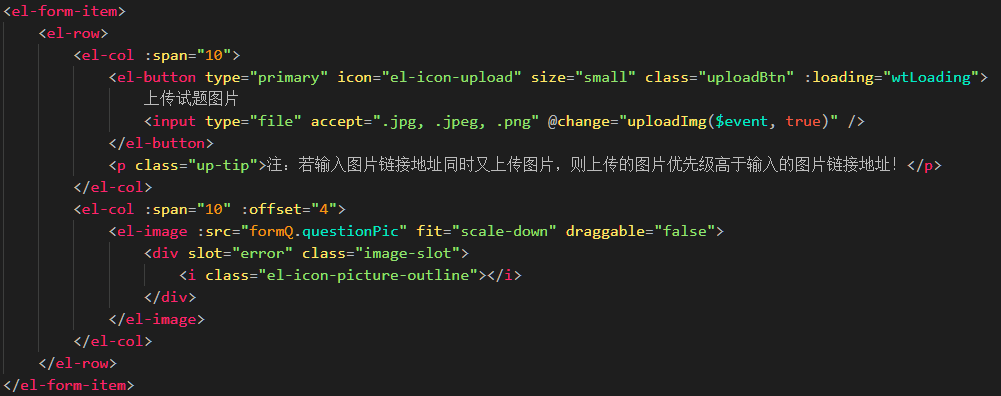 <el-form-item>
<el-row>
<el-col :span="10">
<el-button type="primary" icon="el-icon-upload" size="small" class="uploadBtn" :loading="wtLoading">
上传试题图片
<input type="file" accept=".jpg, .jpeg, .png" @change="uploadImg($event, true)" />
</el-button>
<p class="up-tip">注：若输入图片链接地址同时又上传图片，则上传的图片优先级高于输入的图片链接地址！</p>
</el-col>
<el-col :span="10" :offset="4">
<el-image :src="formQ.questionPic" fit="scale-down" draggable="false">
<div slot="error" class="image-slot">
<i class="el-icon-picture-outline"></i>
</div>
</el-image>
</el-col>
</el-row>
</el-form-item>